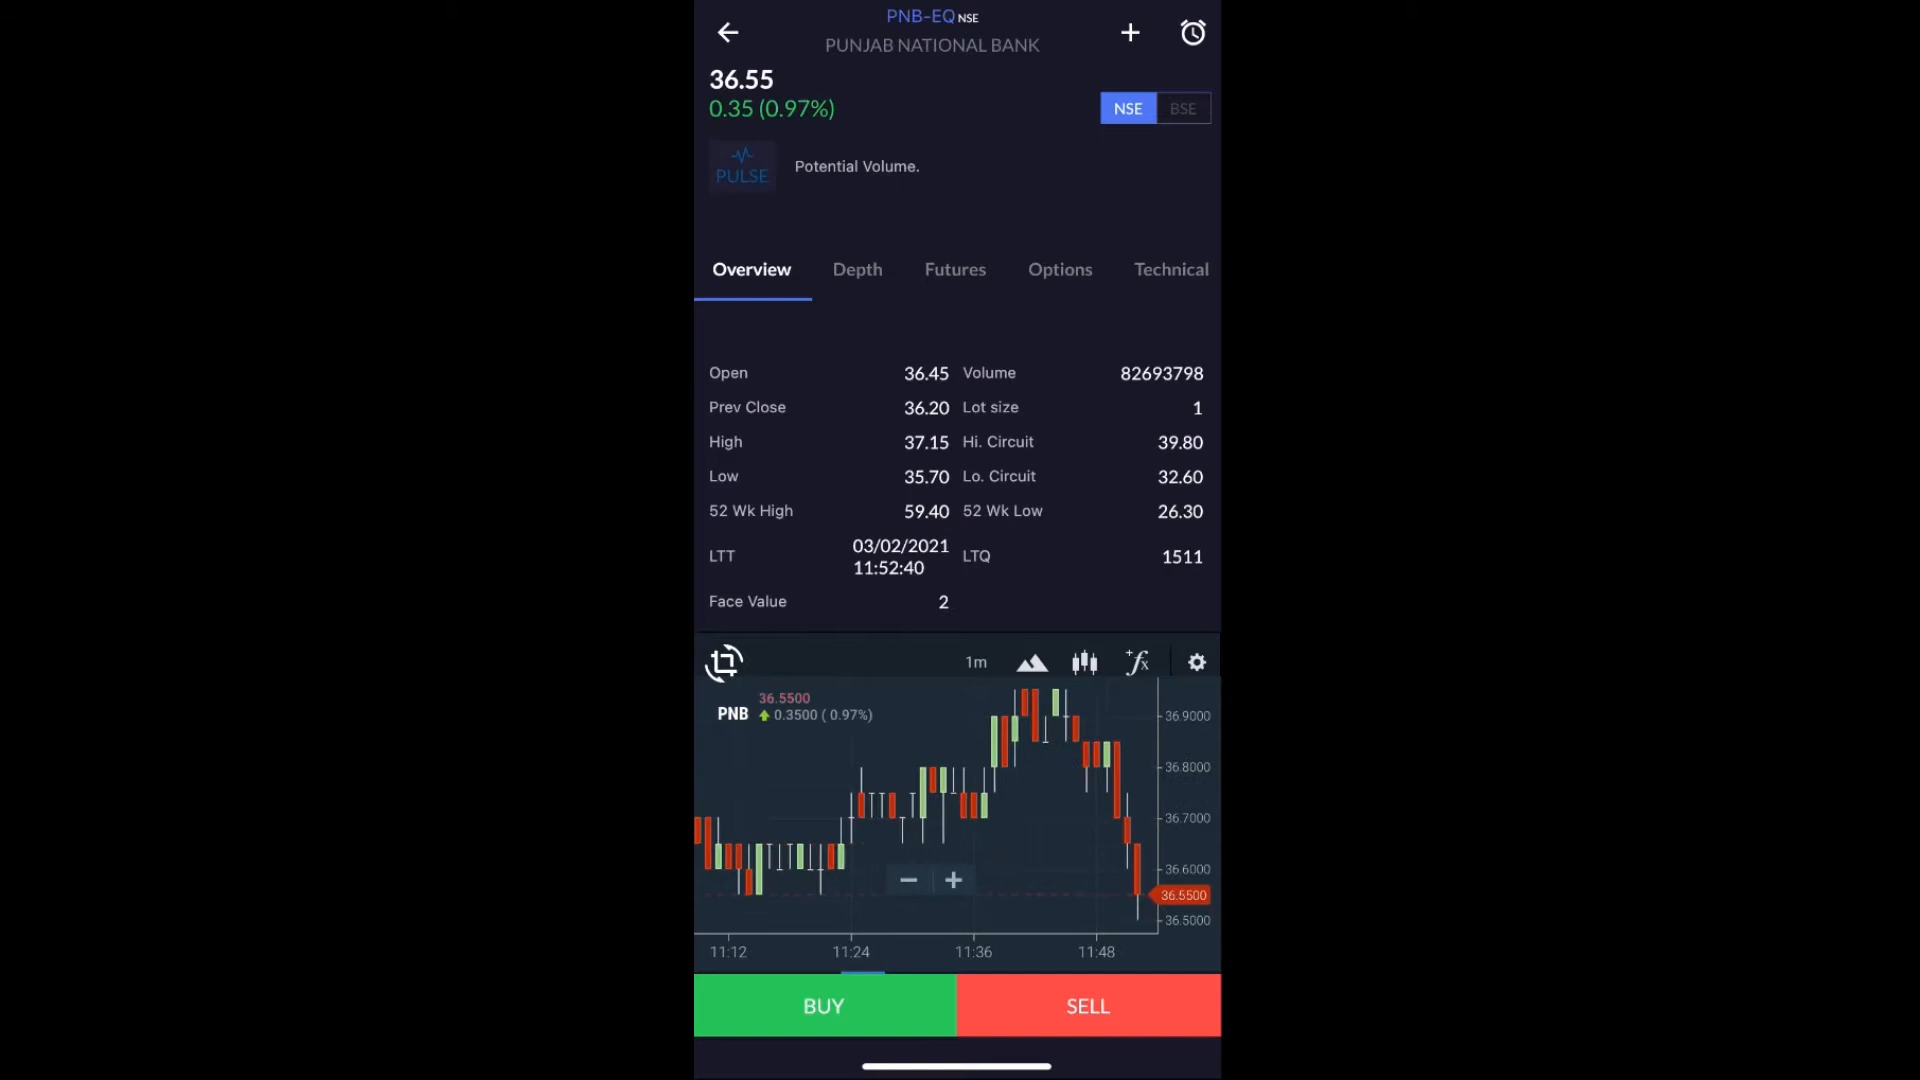 PNB-EQ NSE
PUNJAB NATIONAL BANK
36.55
0.35 (0.97%)
NSE BSE
PULSE Potential Volume.
Overview Depth Futures Options Technical
Open 36.45 Volume 82693798
Prev Close 36.20 Lot size 1
High 37.15 Hi. Circuit 39.80
Low 35.70 Lo. Circuit 32.60
52 Wk High 59.40 52 Wk Low 26.30
LTT 03/02/2021 11:52:40 LTQ 1511
Face Value 2
1m
36.5500
PNB 0.3500 ( 0.97%)
36.9000
36.8000
36.7000
36.6000
36.5500
36.5000
11:12 11:24 11:36 11:48
BUY SELL